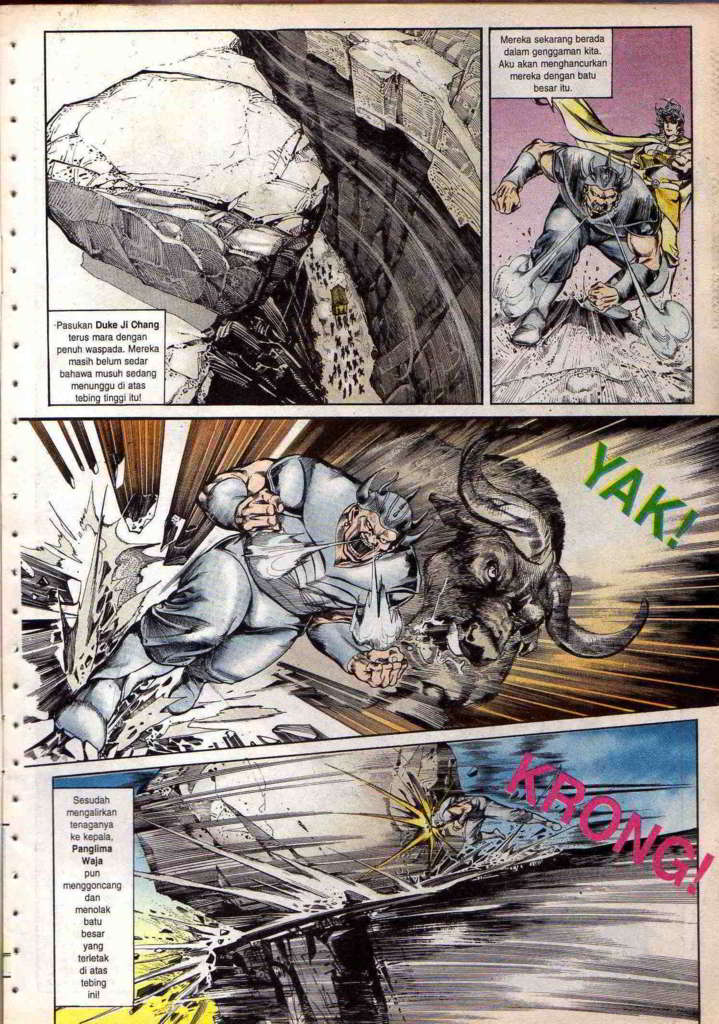 Pasukan Duke Ji Chang
terus mara dengan
penuh waspada. Mereka
masih belum sedar
bahawa musuh sedang
menunggu di atas
tebing tinggi itu!
Mereka sekarang berada
dalam genggaman kita.
Aku akan menghancurkan
mereka dengan batu
besar itu.
YAK!
KRONG!
Sesudah
mengalirkan
tenaganya
ke kepala,
Panglima
Waja
pun
menggoncang
dan
menolak
batu
besar
yang
terletak
di atas
tebing
ini!